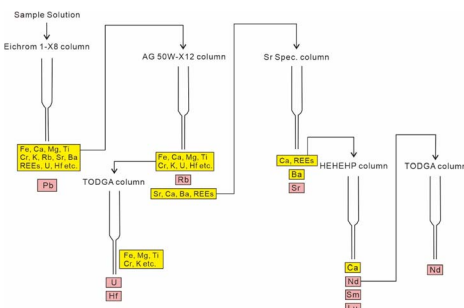 Sample Solution
Eichrom 1-X8 column
AG 50W-X12 column
Sr Spec. column
Fe, Ca, Mg, Ti
Cr, K, Rb, Sr, Ba
REEs, U, Hf etc.
Pb
Fe, Ca, Mg, Ti
Cr, K, U, Hf etc.
Rb
Sr, Ca, Ba, REEs
Ca, REEs
Ba
Sr
TODGA column
HEHEHP column
TODGA column
Fe, Mg, Ti
Cr, K etc.
U
Hf
Ca
Nd
Sm
Nd